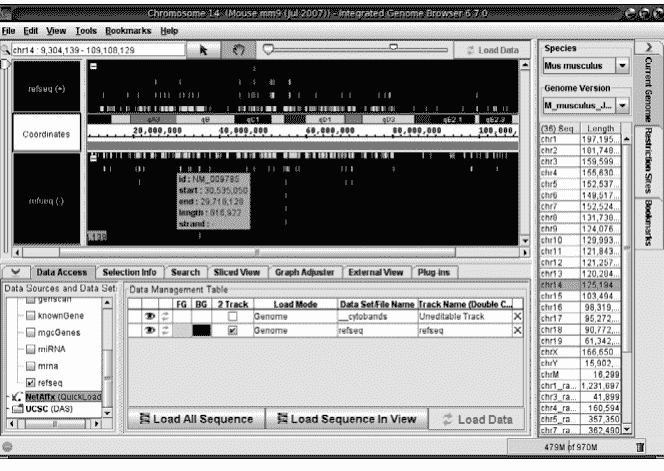 Chromosome 14 (Mouse mm9 (Jul 2007)) - Integrated Genome Browser 6.7.0
File Edit View Tools Bookmarks Help
chr14 : 9,304,139 - 109,108,129
Load Data
refseq (+)
Coordinates
qA3 qB qC1 qD1 qD3 qE2.1 qE2.3
20,000,000 40,000,000 60,000,000 80,000,000 100,000,
refseq (-)
id : NM_009785
start : 30,535,050
end : 29,718,128
length : 816,922
strand :
Species
Mus musculus
Genome Version
M_musculus_J...
(36) Seq Length
chr1 197,195...
chr2 181,748...
chr3 159,599...
chr4 155,630...
chr5 152,537...
chr6 149,517...
chr7 152,524...
chr8 131,738...
chr9 124,076...
chr10 129,993...
chr11 121,843...
chr12 121,257...
chr13 120,284...
chr14 125,194...
chr15 103,494...
chr16 98,319,...
chr17 95,272,...
chr18 90,772,...
chr19 61,342,...
chrX 166,650...
chrY 15,902,...
chrM 16,299
chr1_ra... 1,231,697
chr3_ra... 41,899
chr4_ra... 160,594
chr5_ra... 357,350
chr7_ra... 362,490
Current Genome
Restriction Sites
Bookmarks
Data Access Selection Info Search Sliced View Graph Adjuster External View Plug-ins
Data Sources and Data Set
genscan
knownGene
mgcGenes
miRNA
mrna
refseq
NetAffx (QuickLoad
UCSC (DAS)
Data Management Table
FG BG 2 Track Load Mode Data Set/File Name Track Name (Double C...
Genome __cytobands Uneditable Track
Genome refseq refseq
Load All Sequence Load Sequence In View Load Data
479M of 970M